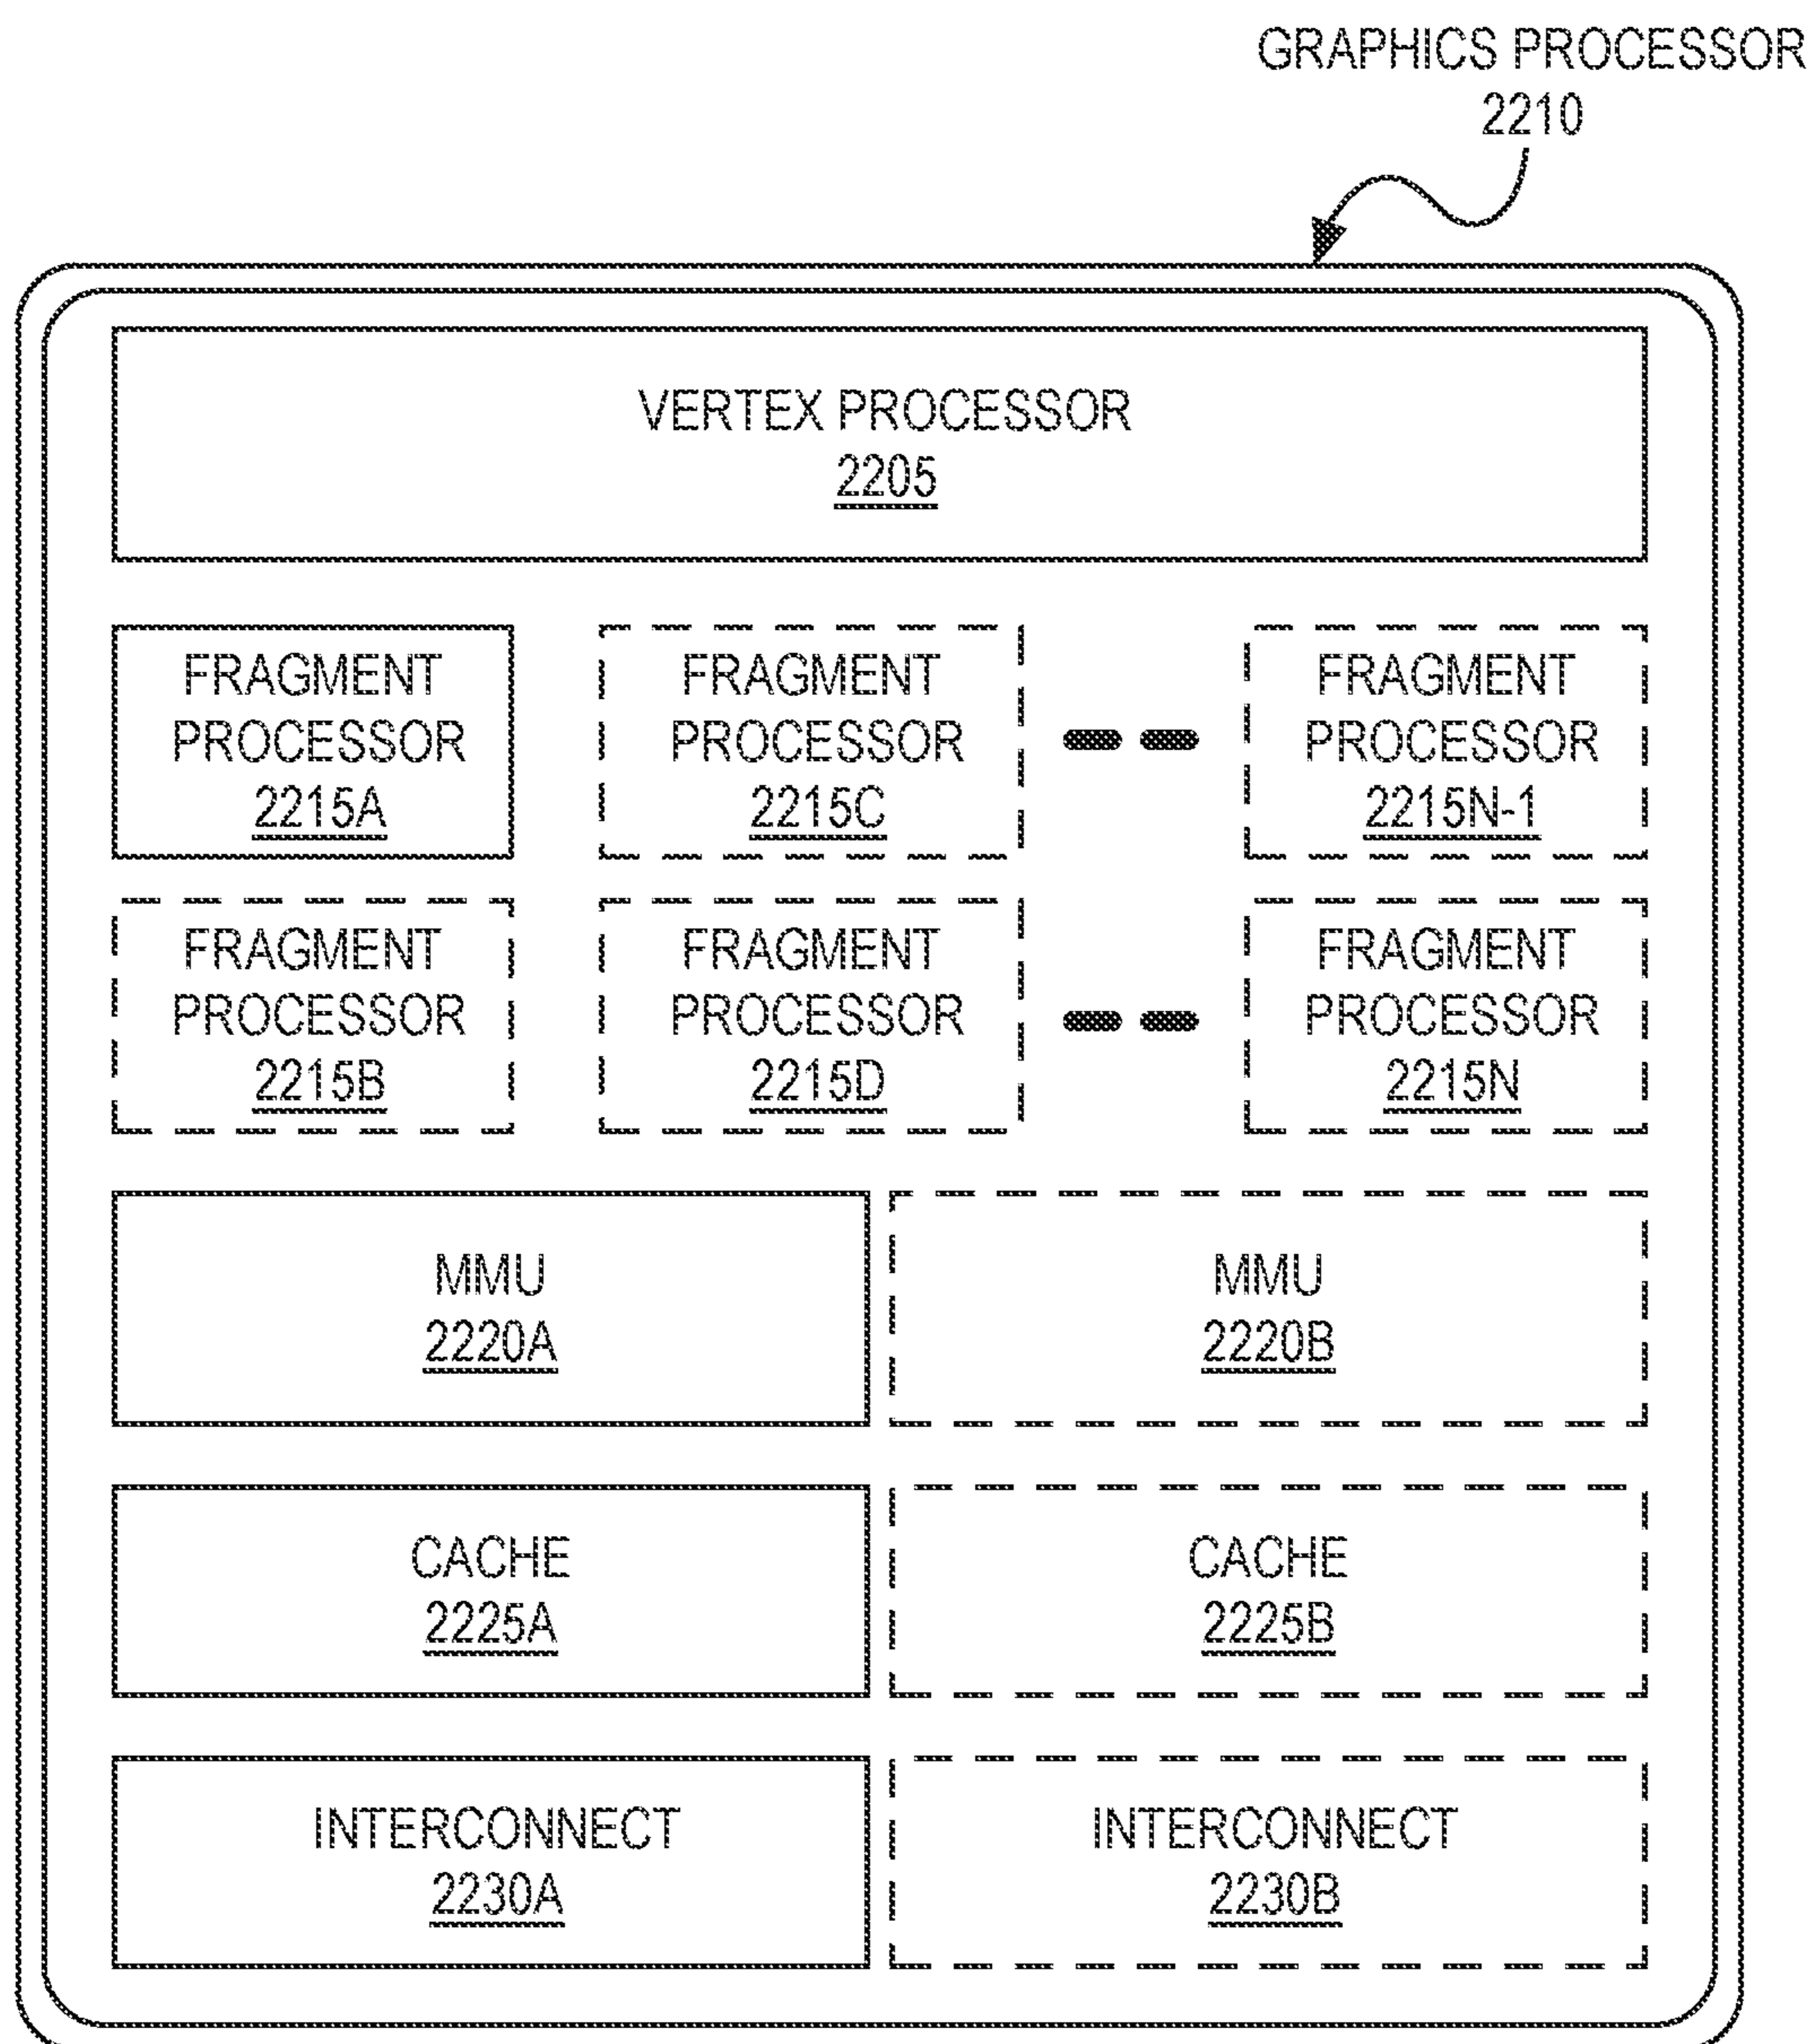 GRAPHICS PROCESSOR
2210
VERTEX PROCESSOR
2205
FRAGMENT
PROCESSOR
2215A
FRAGMENT
PROCESSOR
2215C
FRAGMENT
PROCESSOR
2215N-1
FRAGMENT
PROCESSOR
2215B
FRAGMENT
PROCESSOR
2215D
FRAGMENT
PROCESSOR
2215N
MMU
2220A
MMU
2220B
CACHE
2225A
CACHE
2225B
INTERCONNECT
2230A
INTERCONNECT
2230B